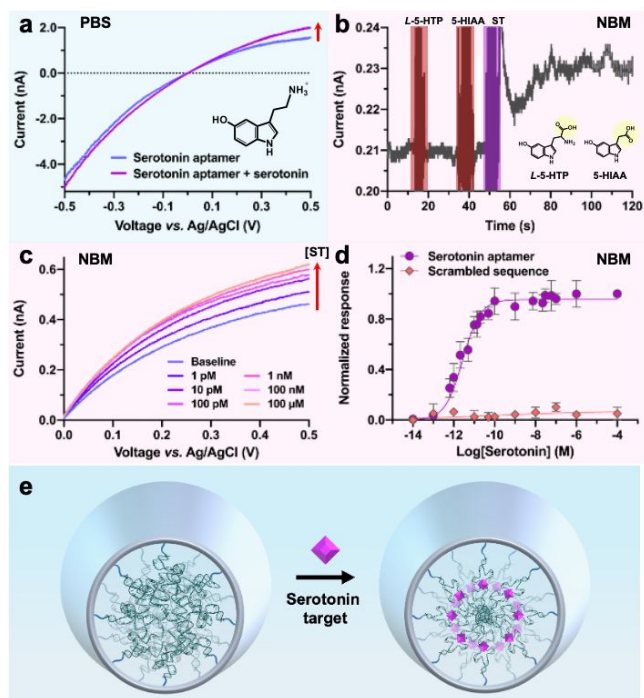 a PBS
Current (nA)
2.0
0.0
-2.0
-4.0
NH3+
HO
N
H
Serotonin aptamer
Serotonin aptamer + serotonin
-0.5 -0.3 -0.1 0.1 0.3 0.5
Voltage vs. Ag/AgCl (V)
b L-5-HTP 5-HIAA ST NBM
Current (nA)
0.24
0.23
0.22
0.21
0.20
L-5-HTP 5-HIAA
0 20 40 60 80 100 120
Time (s)
c NBM [ST]
Current (nA)
0.6
0.4
0.2
0.0
Baseline
1 pM
10 pM
100 pM
1 nM
100 nM
100 µM
0.0 0.1 0.2 0.3 0.4 0.5
Voltage vs. Ag/AgCl (V)
d NBM
Serotonin aptamer
Scrambled sequence
Normalized response
1.2
0.8
0.4
0.0
-14 -12 -10 -8 -6 -4
Log[Serotonin] (M)
e
Serotonin
target